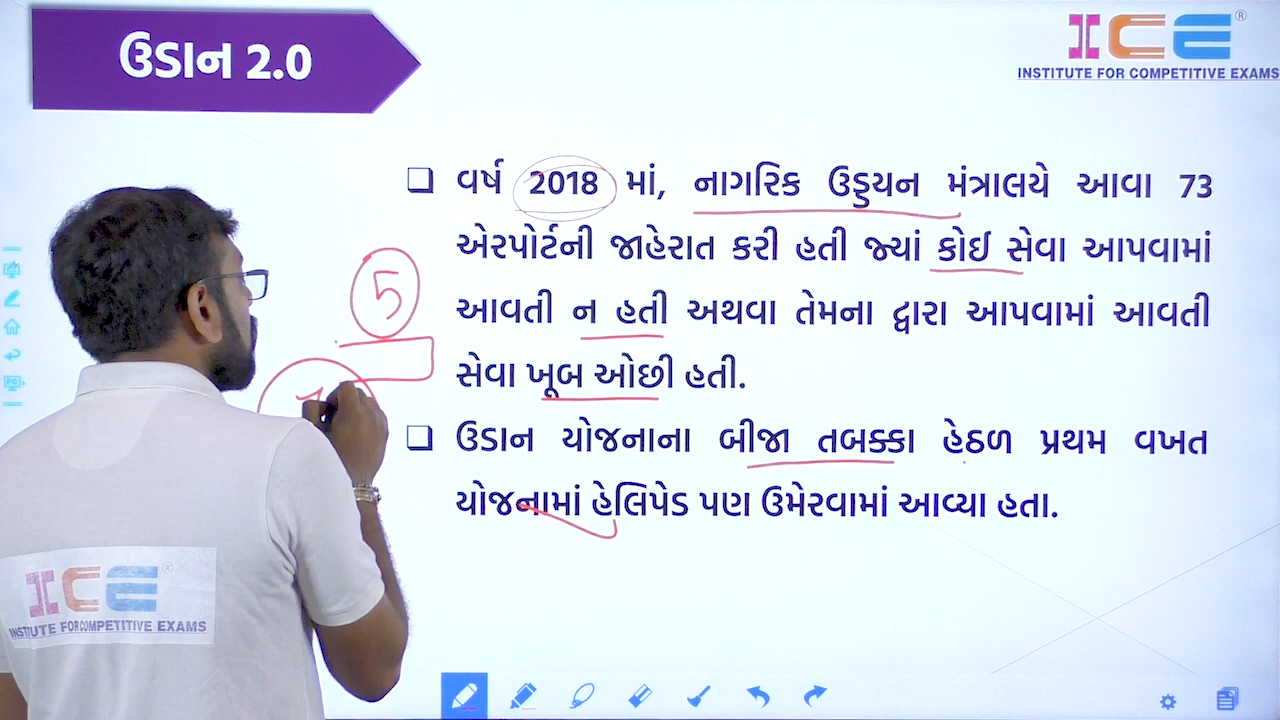 ઉડાન 2.0
ICE ®
INSTITUTE FOR COMPETITIVE EXAMS
❑ વર્ષ 2018 માં, નાગરિક ઉડ્ડયન મંત્રાલયે આવા 73
એરપોર્ટની જાહેરાત કરી હતી જ્યાં કોઈ સેવા આપવામાં
આવતી ન હતી અથવા તેમના દ્વારા આપવામાં આવતી
સેવા ખૂબ ઓછી હતી.
5
❑ ઉડાન યોજનાના બીજા તબક્કા હેઠળ પ્રથમ વખત
યોજનામાં હેલિપેડ પણ ઉમેરવામાં આવ્યા હતા.
ICE ®
INSTITUTE FOR COMPETITIVE EXAMS